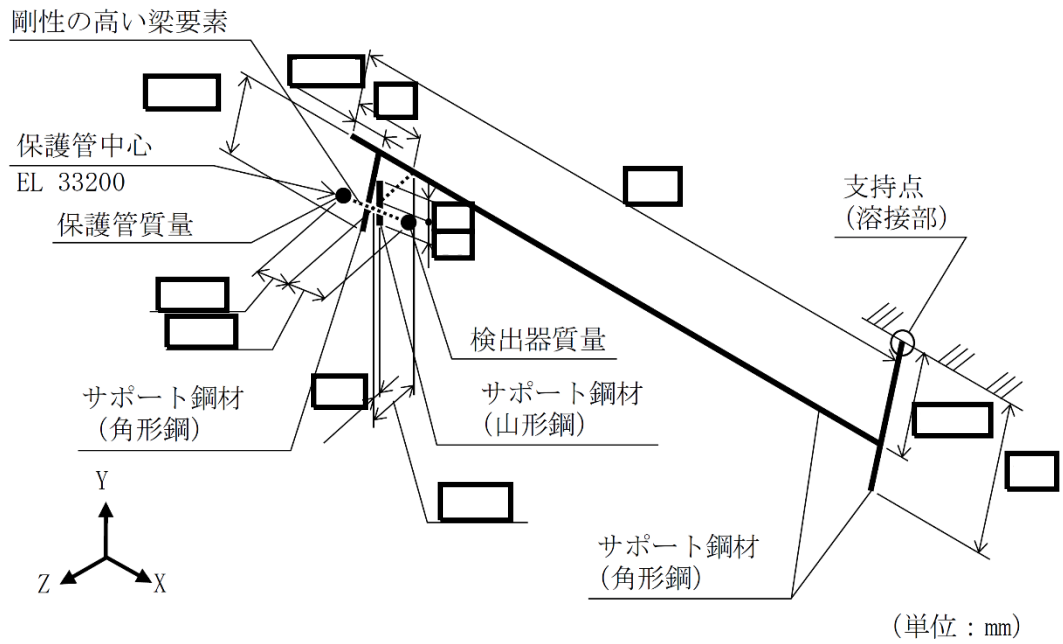 剛性の高い梁要素
保護管中心
EL 33200
保護管質量
支持点
(溶接部)
検出器質量
サポート鋼材
(角形鋼)
サポート鋼材
(山形鋼)
サポート鋼材
(角形鋼)
Y
Z
X
(単位：mm)